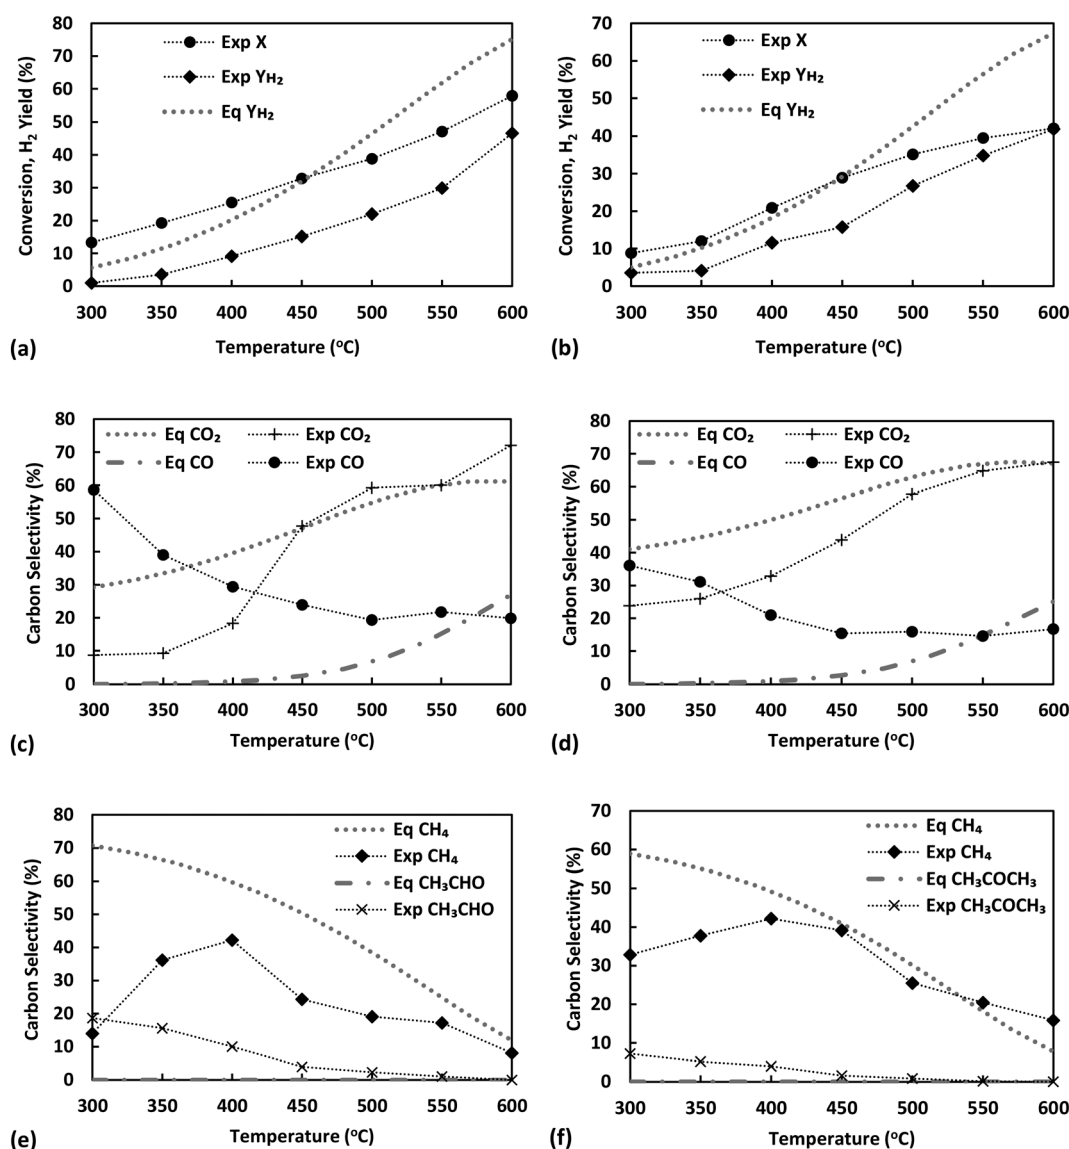 80
70
60
50
40
30
20
10
0
Conversion, H₂ Yield (%)
Exp X
Exp YH₂
Eq YH₂
300 350 400 450 500 550 600
(a) Temperature (°C)
70
60
50
40
30
20
10
0
Conversion, H₂ Yield (%)
Exp X
Exp YH₂
Eq YH₂
300 350 400 450 500 550 600
(b) Temperature (°C)
80
70
60
50
40
30
20
10
0
Carbon Selectivity (%)
Eq CO₂ Exp CO₂
Eq CO Exp CO
300 350 400 450 500 550 600
(c) Temperature (°C)
80
70
60
50
40
30
20
10
0
Carbon Selectivity (%)
Eq CO₂ Exp CO₂
Eq CO Exp CO
300 350 400 450 500 550 600
(d) Temperature (°C)
80
70
60
50
40
30
20
10
0
Carbon Selectivity (%)
Eq CH₄
Exp CH₄
Eq CH₃CHO
Exp CH₃CHO
300 350 400 450 500 550 600
(e) Temperature (°C)
70
60
50
40
30
20
10
0
Carbon Selectivity (%)
Eq CH₄
Exp CH₄
Eq CH₃COCH₃
Exp CH₃COCH₃
300 350 400 450 500 550 600
(f) Temperature (°C)